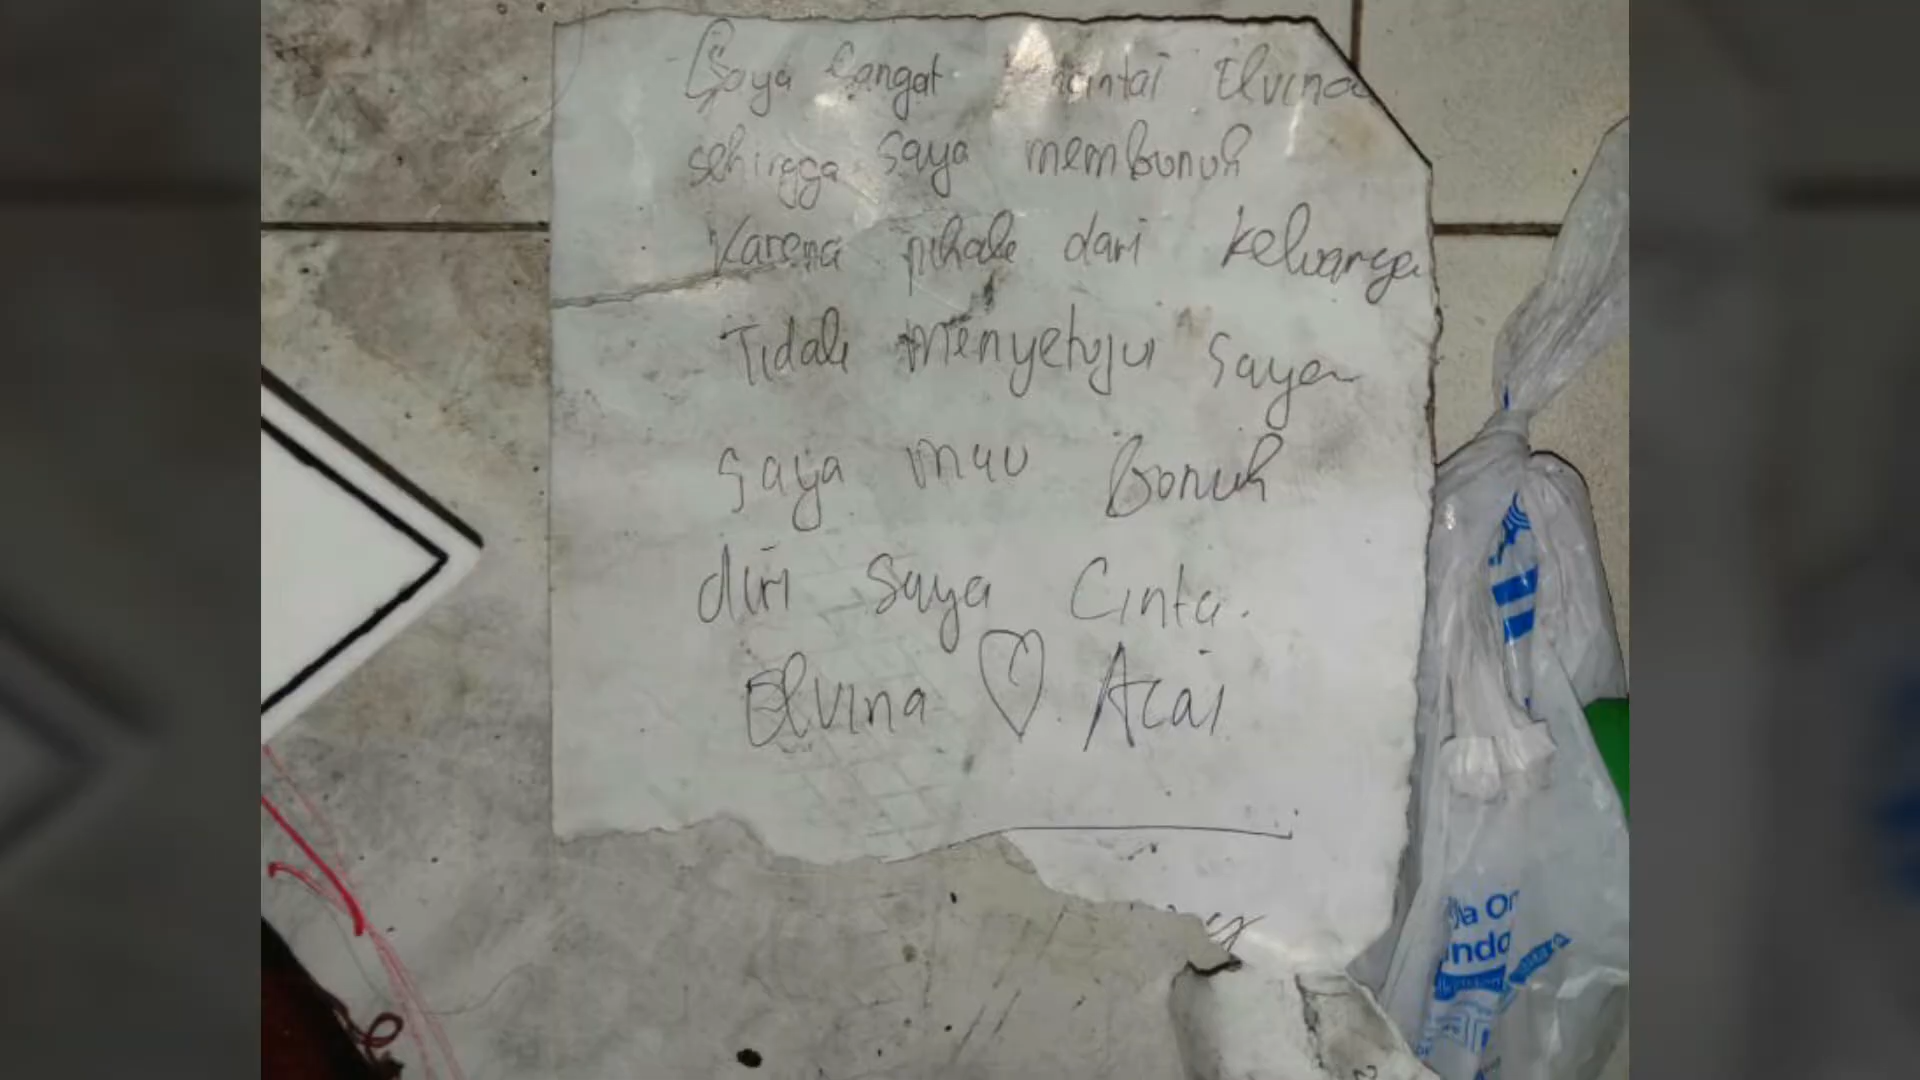 Saya sangat mencintai Elvina
sehingga saya membunuh
Karena pihak dari keluarga
Tidak menyetujui saya
saya mau bunuh
diri saya Cinta.
Elvina ♡ Acai